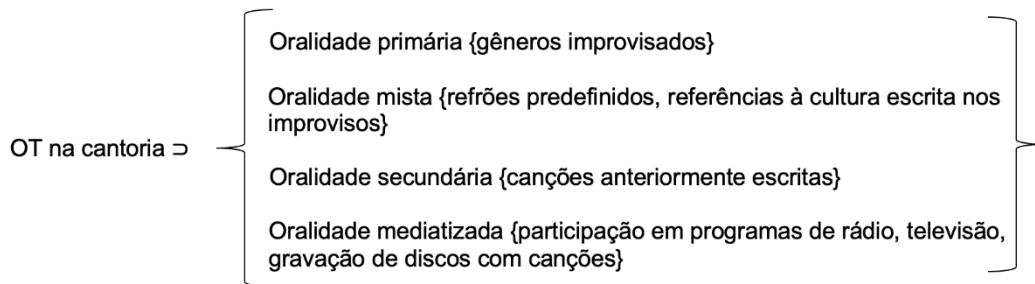 Oralidade primária {gêneros improvisados}
Oralidade mista {refrões predefinidos, referências à cultura escrita nos
improvisos}
OT na cantoria ⊃
Oralidade secundária {canções anteriormente escritas}
Oralidade mediatizada {participação em programas de rádio, televisão,
gravação de discos com canções}